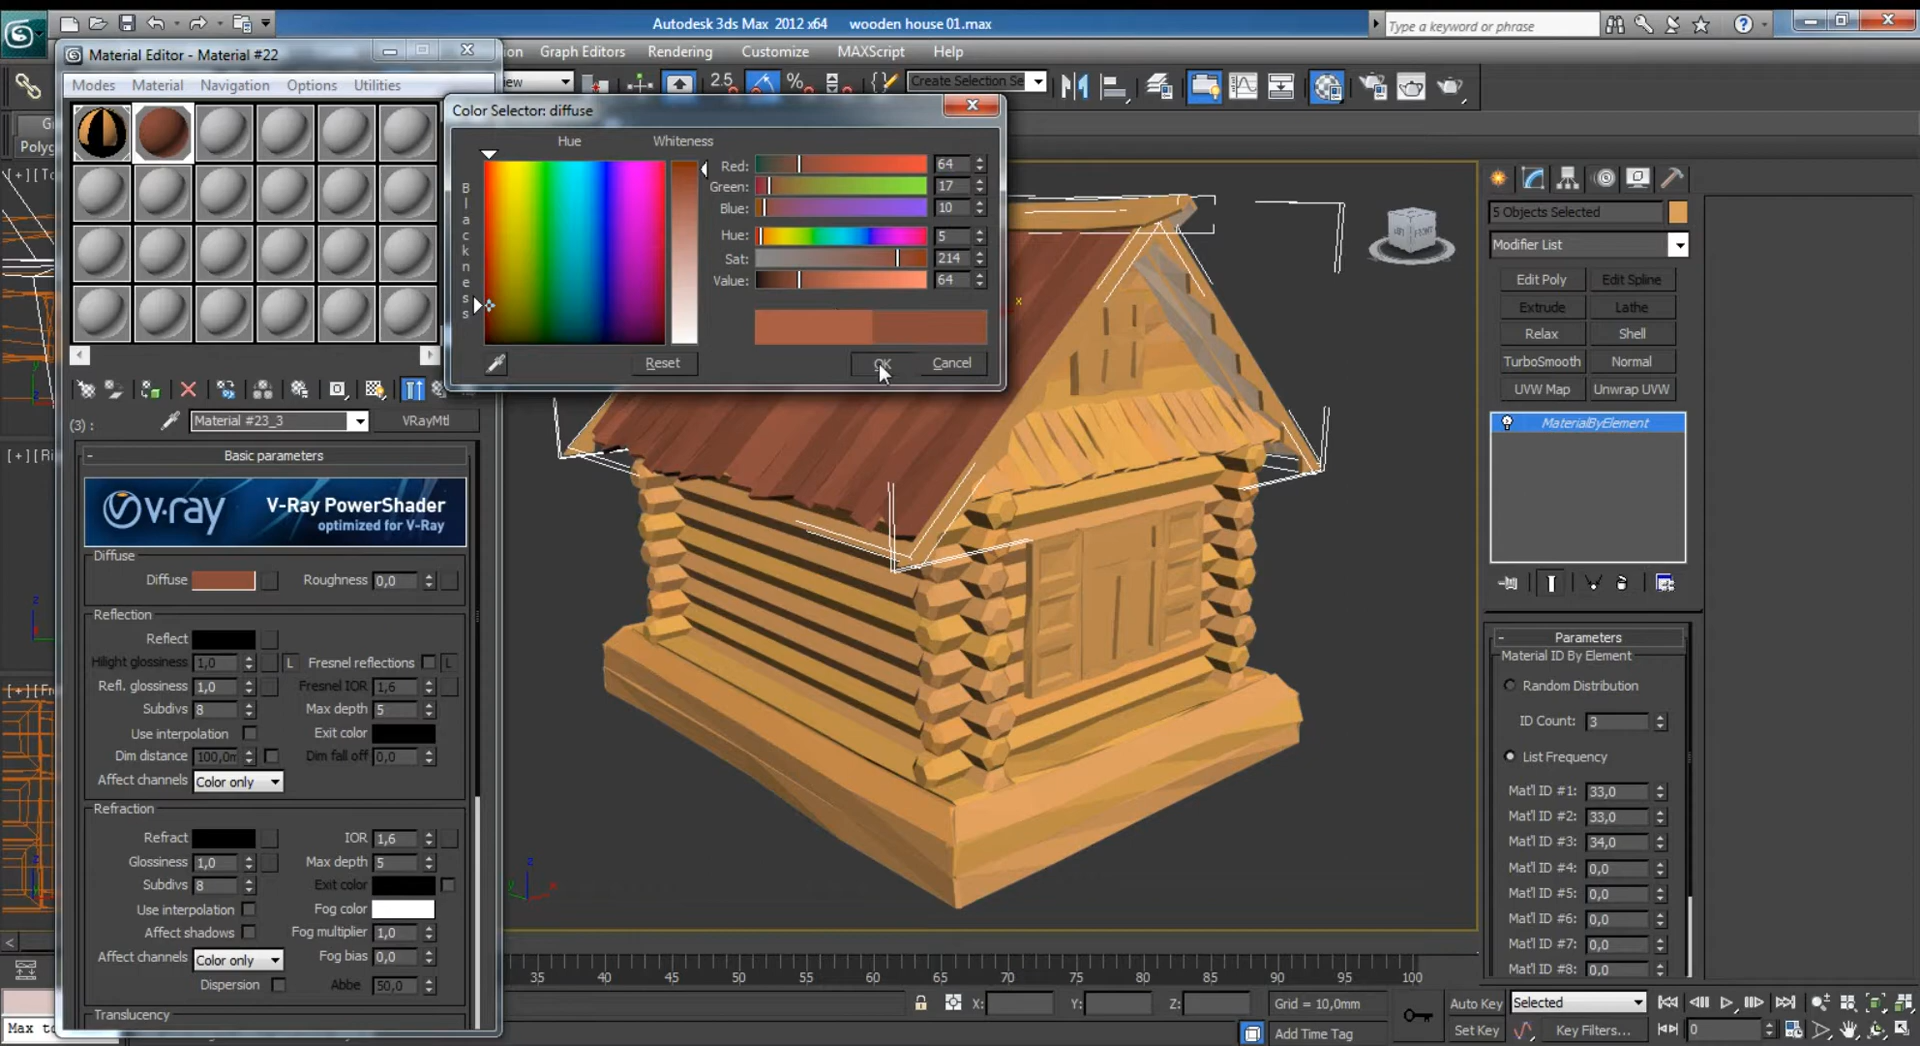 Autodesk 3ds Max 2012 x64 wooden house 01.max
Type a keyword or phrase
Material Editor - Material #22
Graph Editors Rendering Customize MAXScript Help
Modes Material Navigation Options Utilities
2.5 % Create Selection Se
Color Selector: diffuse
Hue Whiteness
Blackness
Red: 64
Green: 17
Blue: 10
Hue: 5
Sat: 214
Value: 64
Reset OK Cancel
Material #23_3 VRayMtl
(3) :
- Basic parameters
v·ray V-Ray PowerShader
optimized for V-Ray
Diffuse
Diffuse Roughness 0,0
Reflection
Reflect
Hilight glossiness 1,0 L Fresnel reflections L
Refl. glossiness 1,0 Fresnel IOR 1,6
Subdivs 8 Max depth 5
Use interpolation Exit color
Dim distance 100,0m Dim fall off 0,0
Affect channels Color only
Refraction
Refract IOR 1,6
Glossiness 1,0 Max depth 5
Subdivs 8 Exit color
Use interpolation Fog color
Affect shadows Fog multiplier 1,0
Affect channels Color only Fog bias 0,0
Dispersion Abbe 50,0
Translucency
5 Objects Selected
Modifier List
Edit Poly Edit Spline
Extrude Lathe
Relax Shell
TurboSmooth Normal
UVW Map Unwrap UVW
MaterialByElement
- Parameters
Material ID By Element
Random Distribution
ID Count: 3
List Frequency
Mat'l ID #1: 33,0
Mat'l ID #2: 33,0
Mat'l ID #3: 34,0
Mat'l ID #4: 0,0
Mat'l ID #5: 0,0
Mat'l ID #6: 0,0
Mat'l ID #7: 0,0
Mat'l ID #8: 0,0
35 40 45 50 55 60 65 70 75 80 85 90 95 100
X: Y: Z: Grid = 10,0mm
Add Time Tag
Auto Key Selected
Set Key Key Filters... 0
Max to